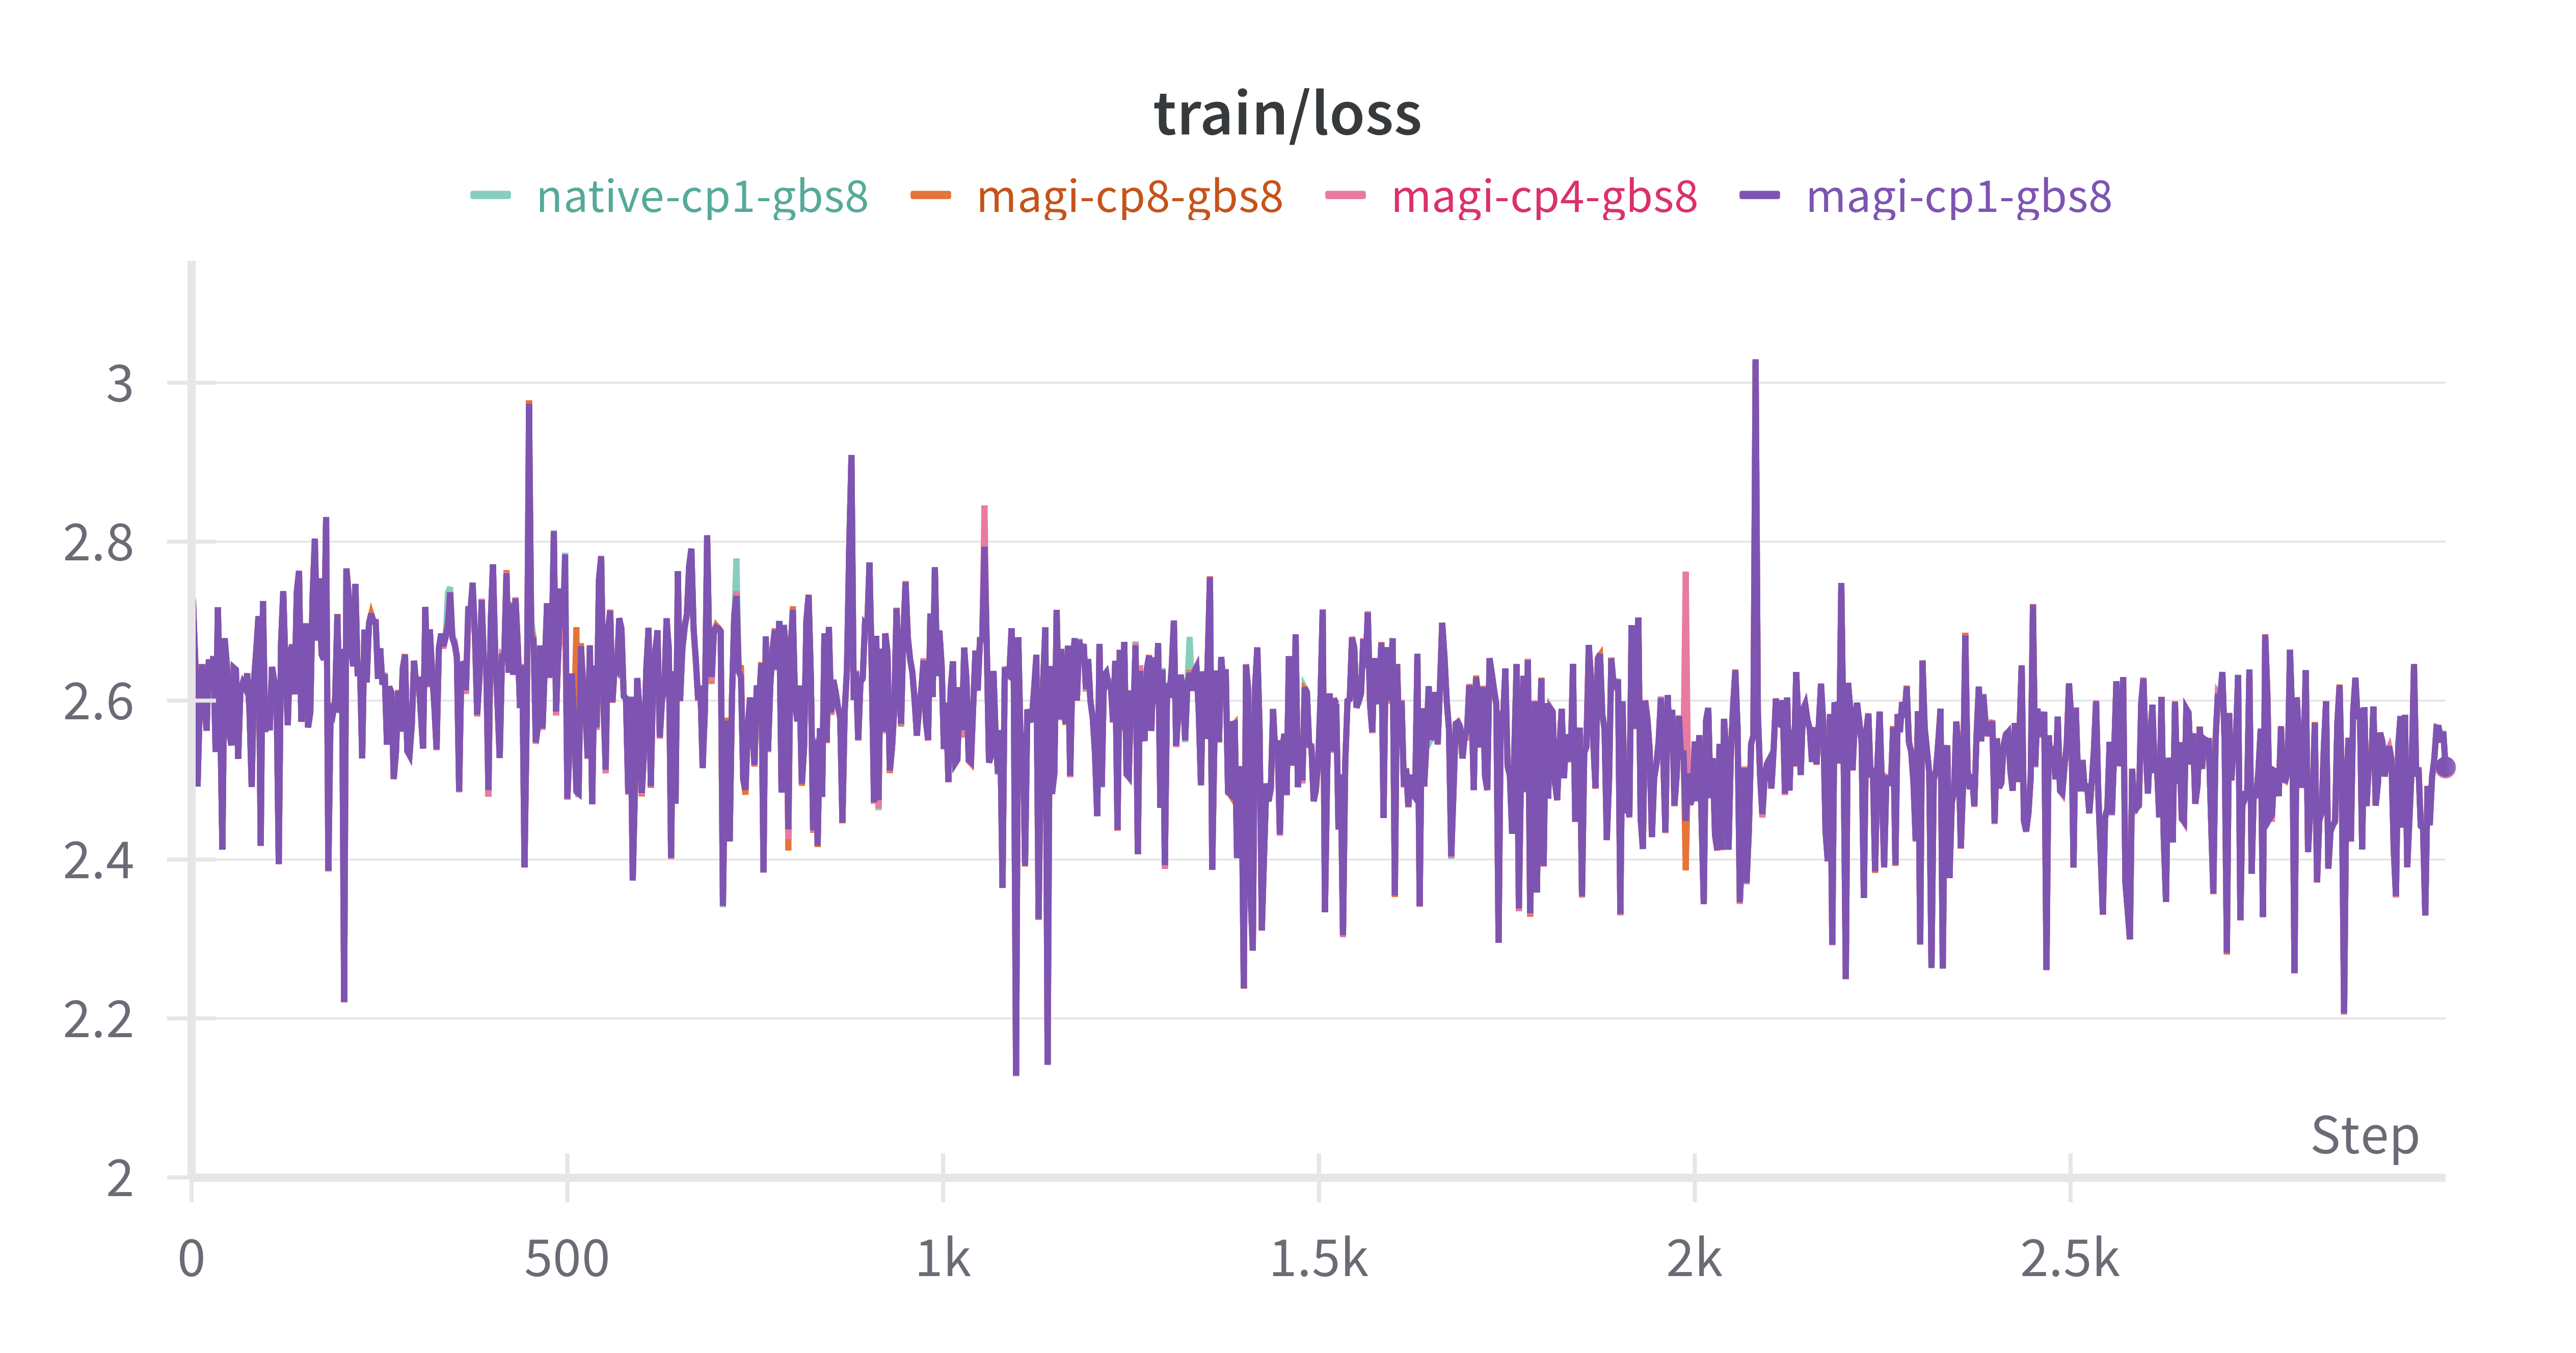 train/loss
native-cp1-gbs8 magi-cp8-gbs8 magi-cp4-gbs8 magi-cp1-gbs8
3
2.8
2.6
2.4
2.2
Step
2
0 500 1k 1.5k 2k 2.5k